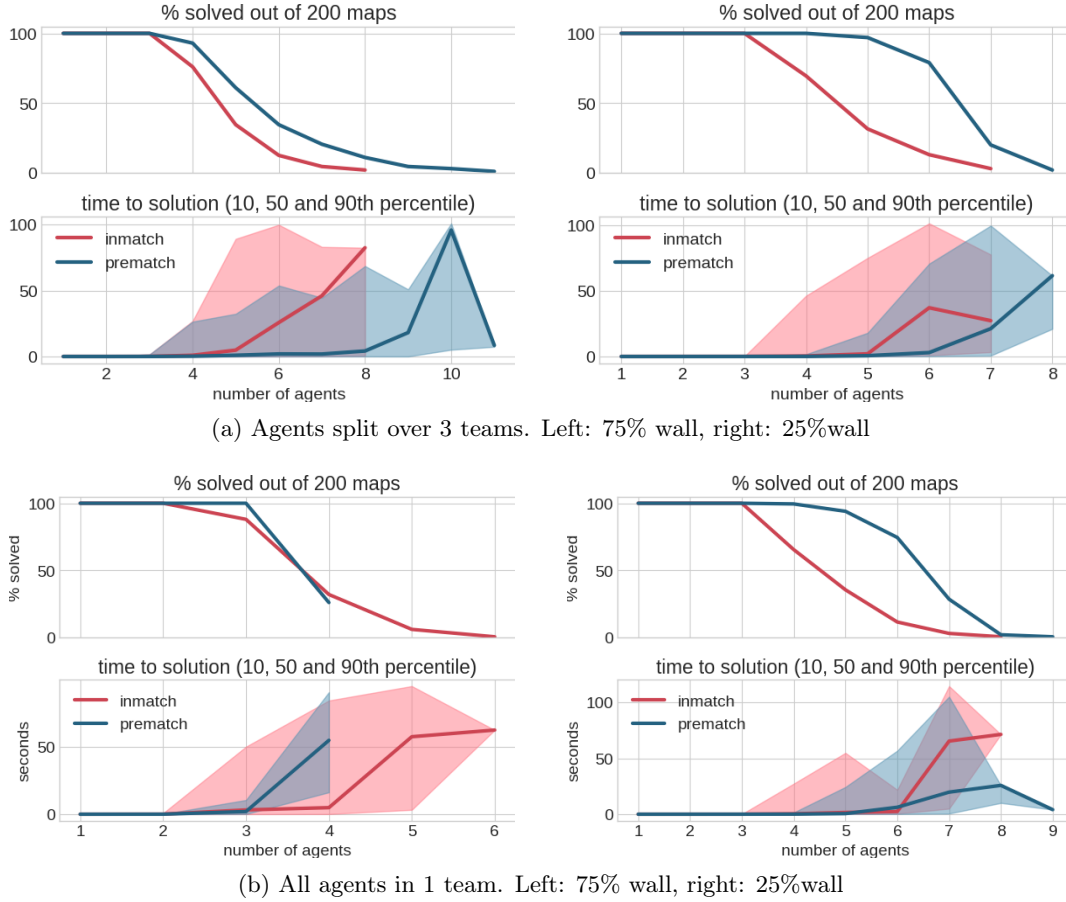 % solved out of 200 maps
% solved out of 200 maps
100
50
0
100
50
0
time to solution (10, 50 and 90th percentile)
time to solution (10, 50 and 90th percentile)
100
50
0
inmatch
prematch
100
50
0
inmatch
prematch
2 4 6 8 10
1 2 3 4 5 6 7 8
number of agents
number of agents
(a) Agents split over 3 teams. Left: 75% wall, right: 25%wall
% solved out of 200 maps
% solved out of 200 maps
% solved
100
50
0
% solved
100
50
0
time to solution (10, 50 and 90th percentile)
time to solution (10, 50 and 90th percentile)
seconds
50
0
inmatch
prematch
seconds
100
50
0
inmatch
prematch
1 2 3 4 5 6
1 2 3 4 5 6 7 8 9
number of agents
number of agents
(b) All agents in 1 team. Left: 75% wall, right: 25%wall